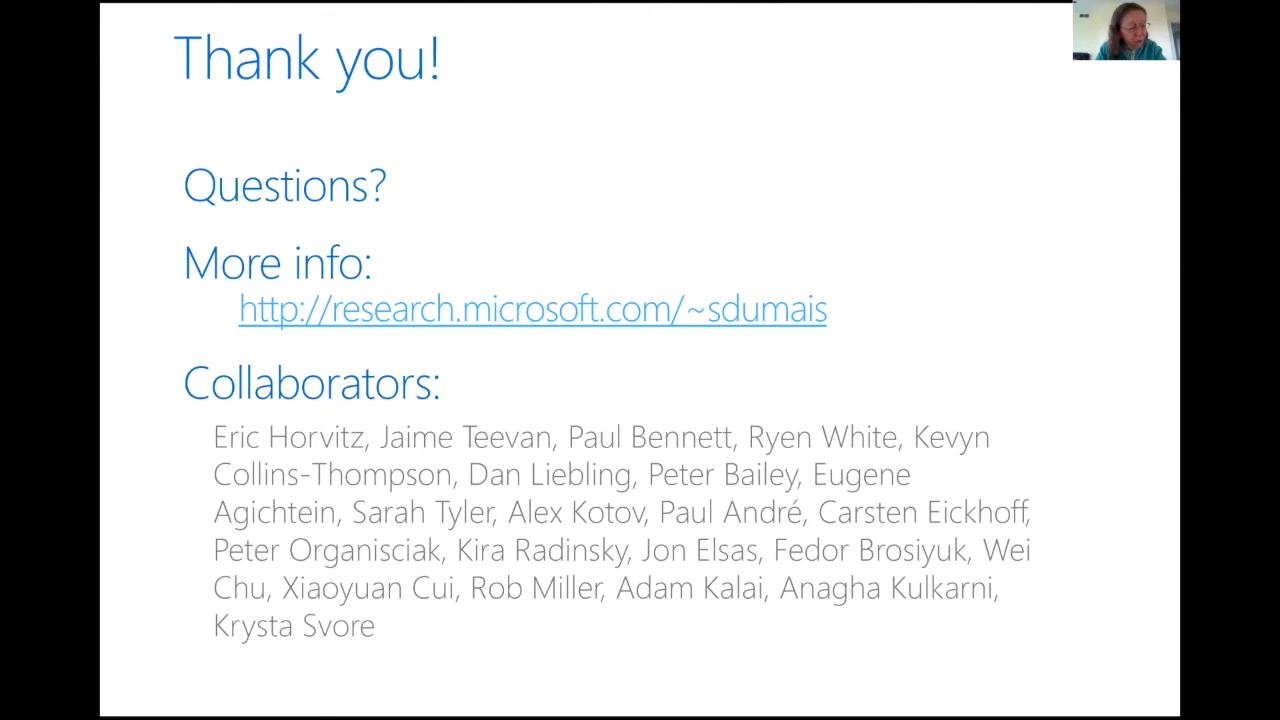 Thank you!
Questions?
More info:
http://research.microsoft.com/~sdumais
Collaborators:
Eric Horvitz, Jaime Teevan, Paul Bennett, Ryen White, Kevyn
Collins-Thompson, Dan Liebling, Peter Bailey, Eugene
Agichtein, Sarah Tyler, Alex Kotov, Paul André, Carsten Eickhoff,
Peter Organisciak, Kira Radinsky, Jon Elsas, Fedor Brosiyuk, Wei
Chu, Xiaoyuan Cui, Rob Miller, Adam Kalai, Anagha Kulkarni,
Krysta Svore